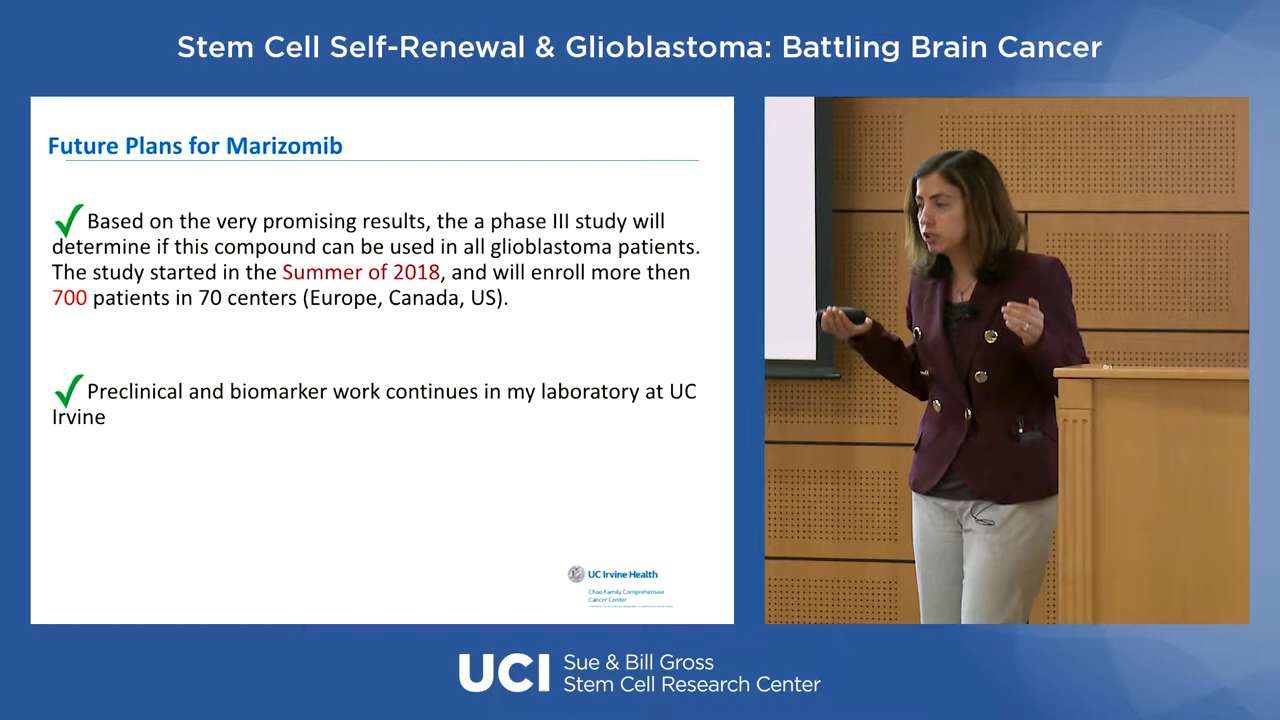 Stem Cell Self-Renewal & Glioblastoma: Battling Brain Cancer
Future Plans for Marizomib
Based on the very promising results, the a phase III study will
determine if this compound can be used in all glioblastoma patients.
The study started in the Summer of 2018, and will enroll more then
700 patients in 70 centers (Europe, Canada, US).
Preclinical and biomarker work continues in my laboratory at UC
Irvine
UC Irvine Health
Chao Family Comprehensive
Cancer Center
UCI
Sue & Bill Gross
Stem Cell Research Center